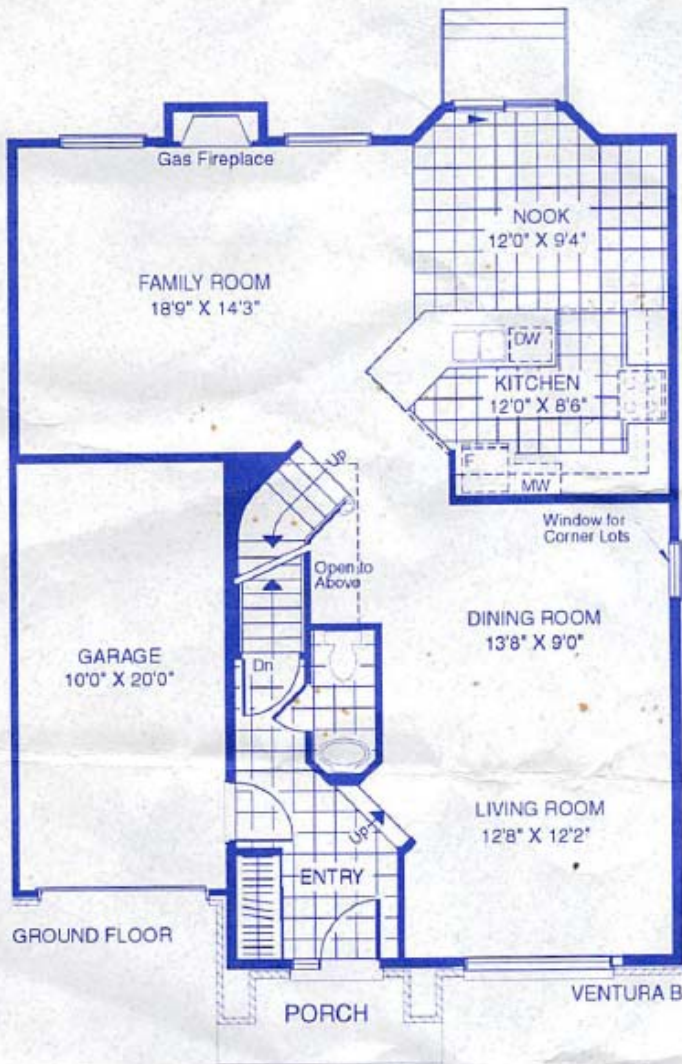 Gas Fireplace
NOOK
12'0" X 9'4"
FAMILY ROOM
18'9" X 14'3"
DW
KITCHEN
12'0" X 8'6"
Up
F
MW
Window for
Corner Lots
Open to
Above
DINING ROOM
13'8" X 9'0"
GARAGE
10'0" X 20'0"
Dn
LIVING ROOM
12'8" X 12'2"
Up
ENTRY
GROUND FLOOR
VENTURA B
PORCH